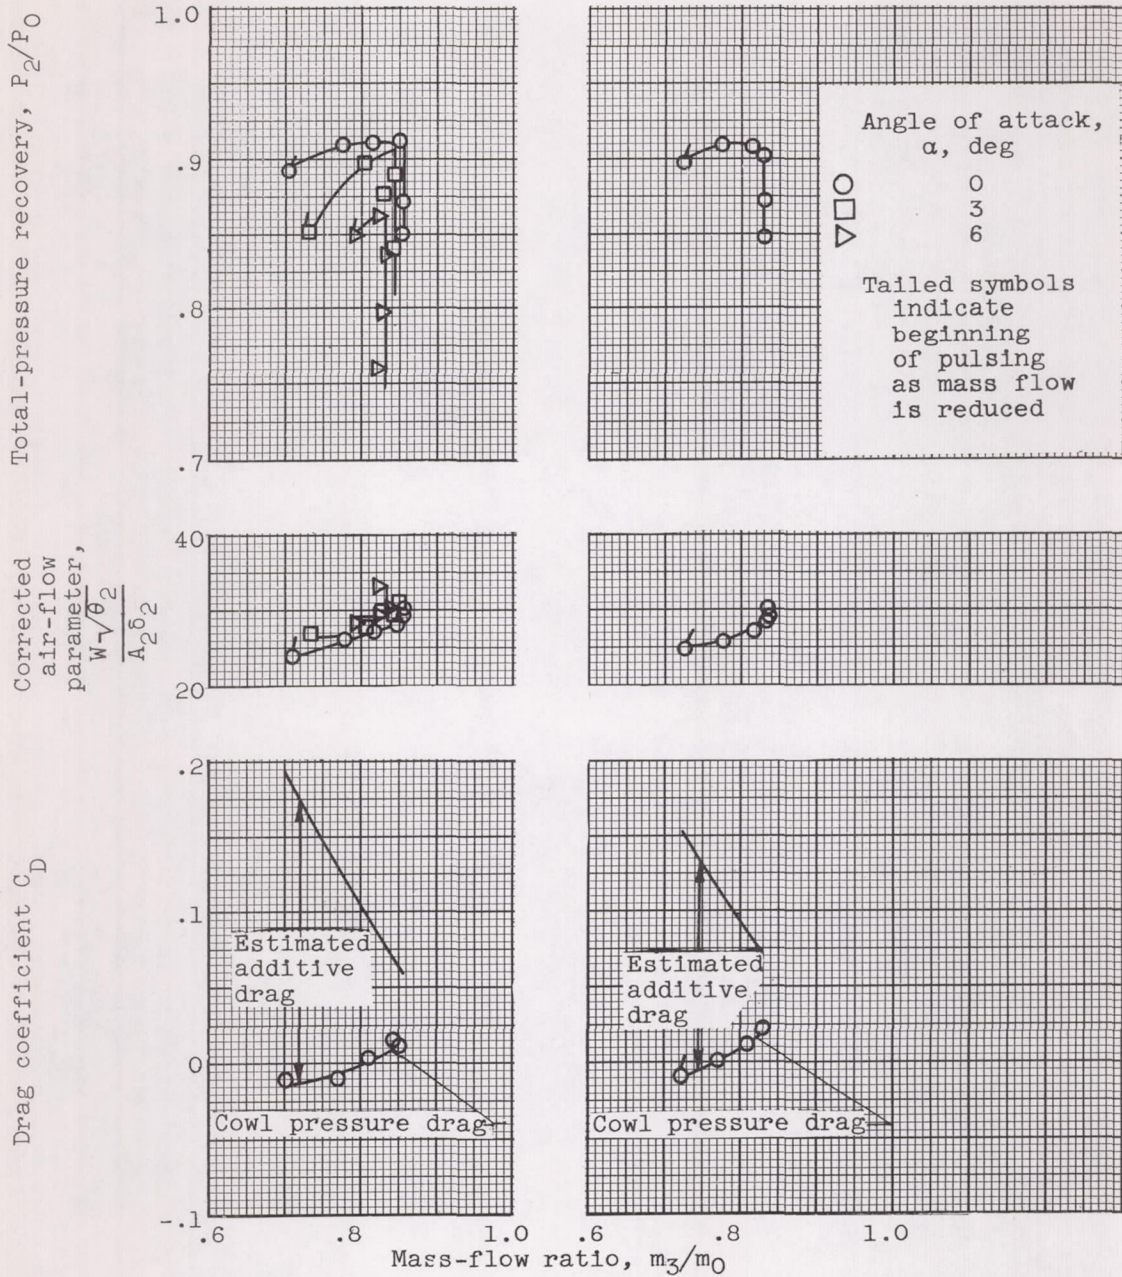 Total-pressure recovery, P2/P0
1.0
.9
.8
.7
Angle of attack,
α, deg
0
3
6
Tailed symbols
indicate
beginning
of pulsing
as mass flow
is reduced
Corrected
air-flow
parameter,
W√θ2
A2δ2
40
20
Drag coefficient CD
.2
.1
0
-.1
Estimated
additive
drag
Cowl pressure drag
Estimated
additive
drag
Cowl pressure drag
.6 .8 1.0 .6 .8 1.0
Mass-flow ratio, m3/m0